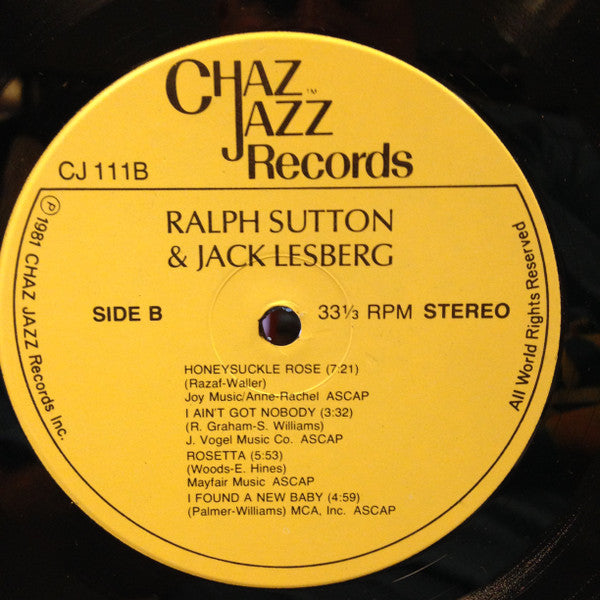 CHAZ™
JAZZ
Records
CJ 111B
RALPH SUTTON
& JACK LESBERG
SIDE B
33⅓ RPM STEREO
HONEYSUCKLE ROSE (7:21)
(Razaf-Waller)
Joy Music/Anne-Rachel ASCAP
I AIN'T GOT NOBODY (3:32)
(R. Graham-S. Williams)
J. Vogel Music Co. ASCAP
ROSETTA (5:53)
(Woods-E. Hines)
Mayfair Music ASCAP
I FOUND A NEW BABY (4:59)
(Palmer-Williams) MCA, Inc. ASCAP
℗ 1981 CHAZ JAZZ Records Inc.
All World Rights Reserved